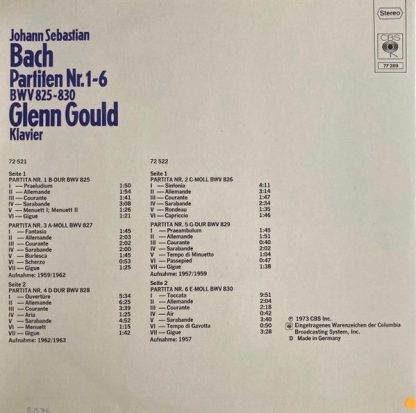 Johann Sebastian
Bach
Partiten Nr. 1-6
BWV 825-830
Glenn Gould
Klavier
Stereo
CBS
77 289
72 521
Seite 1
PARTITA NR. 1 B-DUR BWV 825
I — Praeludium 1:50
II — Allemande 1:54
III — Courante 1:41
IV — Sarabande 3:08
V — Menuett I; Menuett II 1:26
VI — Gigue 1:21
PARTITA NR. 3 A-MOLL BWV 827
I — Fantasia 1:45
II — Allemande 2:03
III — Courante 2:02
IV — Sarabande 2:00
V — Burlesca 1:45
VI — Scherzo 0:53
VII — Gigue 1:25
Aufnahme: 1959/1962
Seite 2
PARTITA NR. 4 D-DUR BWV 828
I — Ouvertüre 5:34
II — Allemande 6:25
III — Courante 3:39
IV — Aria 1:25
V — Sarabande 4:52
VI — Menuett 1:15
VII — Gigue 1:42
Aufnahme: 1962/1963
72 522
Seite 1
PARTITA NR. 2 C-MOLL BWV 826
I — Sinfonia 4:11
II — Allemande 3:14
III — Courante 1:47
IV — Sarabande 2:34
V — Rondeau 1:35
VI — Capriccio 1:46
PARTITA NR. 5 G-DUR BWV 829
I — Praeambulum 1:45
II — Allemande 1:51
III — Courante 0:40
IV — Sarabande 2:02
V — Tempo di Minuetto 1:04
VI — Passepied 0:47
VII — Gigue 1:38
Aufnahme: 1957/1959
Seite 2
PARTITA NR. 6 E-MOLL BWV 830
I — Toccata 9:51
II — Allemande 2:04
III — Courante 2:18
IV — Air 0:42
V — Sarabande 3:40
VI — Tempo di Gavotta 0:50
VII — Gigue 3:28
Aufnahme: 1957
℗ 1973 CBS Inc.
Eingetragenes Warenzeichen der Columbia
Broadcasting System, Inc.
D Made in Germany